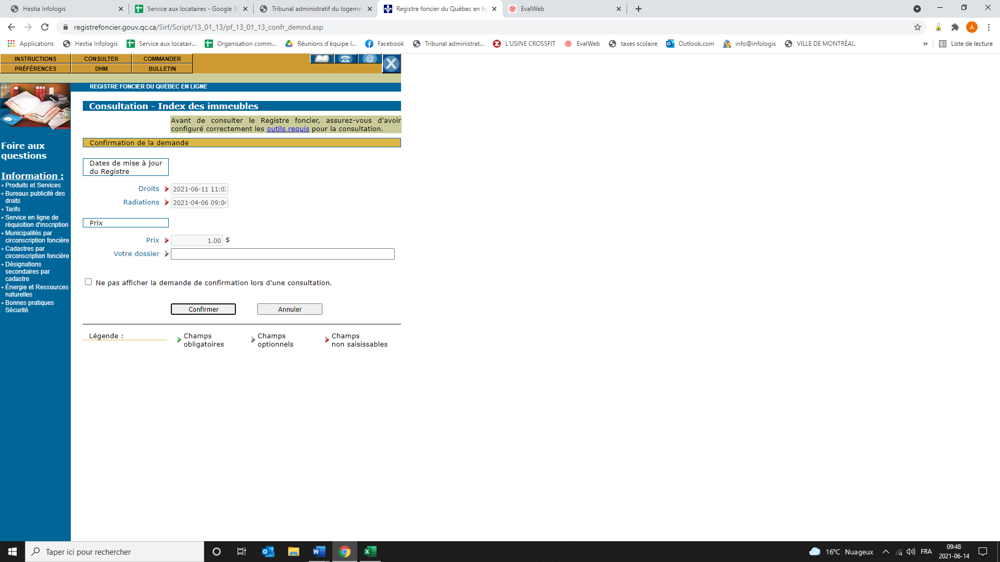 Hestia Infologis
Service aux locataires - Google S
Tribunal administratif du logeme
Registre foncier du Québec en li
EvalWeb
registrefoncier.gouv.qc.ca/Sirf/Script/13_01_13/pf_13_01_13_confr_demnd.asp
A
Applications
Hestia Infologis
Service aux locatair...
Organisation comm...
Réunions d'équipe l...
Facebook
Tribunal administrat...
L'USINE CROSSFIT
EvalWeb
taxes scolaire
Outlook.com
info@infologis
VILLE DE MONTRÉAL
»
Liste de lecture
INSTRUCTIONS
CONSULTER
COMMANDER
PRÉFÉRENCES
DHM
BULLETIN
REGISTRE FONCIER DU QUÉBEC EN LIGNE
Consultation - Index des immeubles
Avant de consulter le Registre foncier, assurez-vous d'avoir
configuré correctement les outils requis pour la consultation.
Confirmation de la demande
Dates de mise à jour
du Registre
Droits
2021-06-11 11:0
Radiations
2021-04-06 09:04
Prix
Prix
1.00 $
Votre dossier
Ne pas afficher la demande de confirmation lors d'une consultation.
Confirmer
Annuler
Légende :
Champs
obligatoires
Champs
optionnels
Champs
non saisissables
Foire aux
questions
Information :
Produits et Services
Bureaux publicité des
droits
Tarifs
Service en ligne de
réquisition d'inscription
Municipalités par
circonscription foncière
Cadastres par
circonscription foncière
Désignations
secondaires par
cadastre
Énergie et Ressources
naturelles
Bonnes pratiques
Sécurité
Taper ici pour rechercher
16°C Nuageux
FRA
09:48
2021-06-14